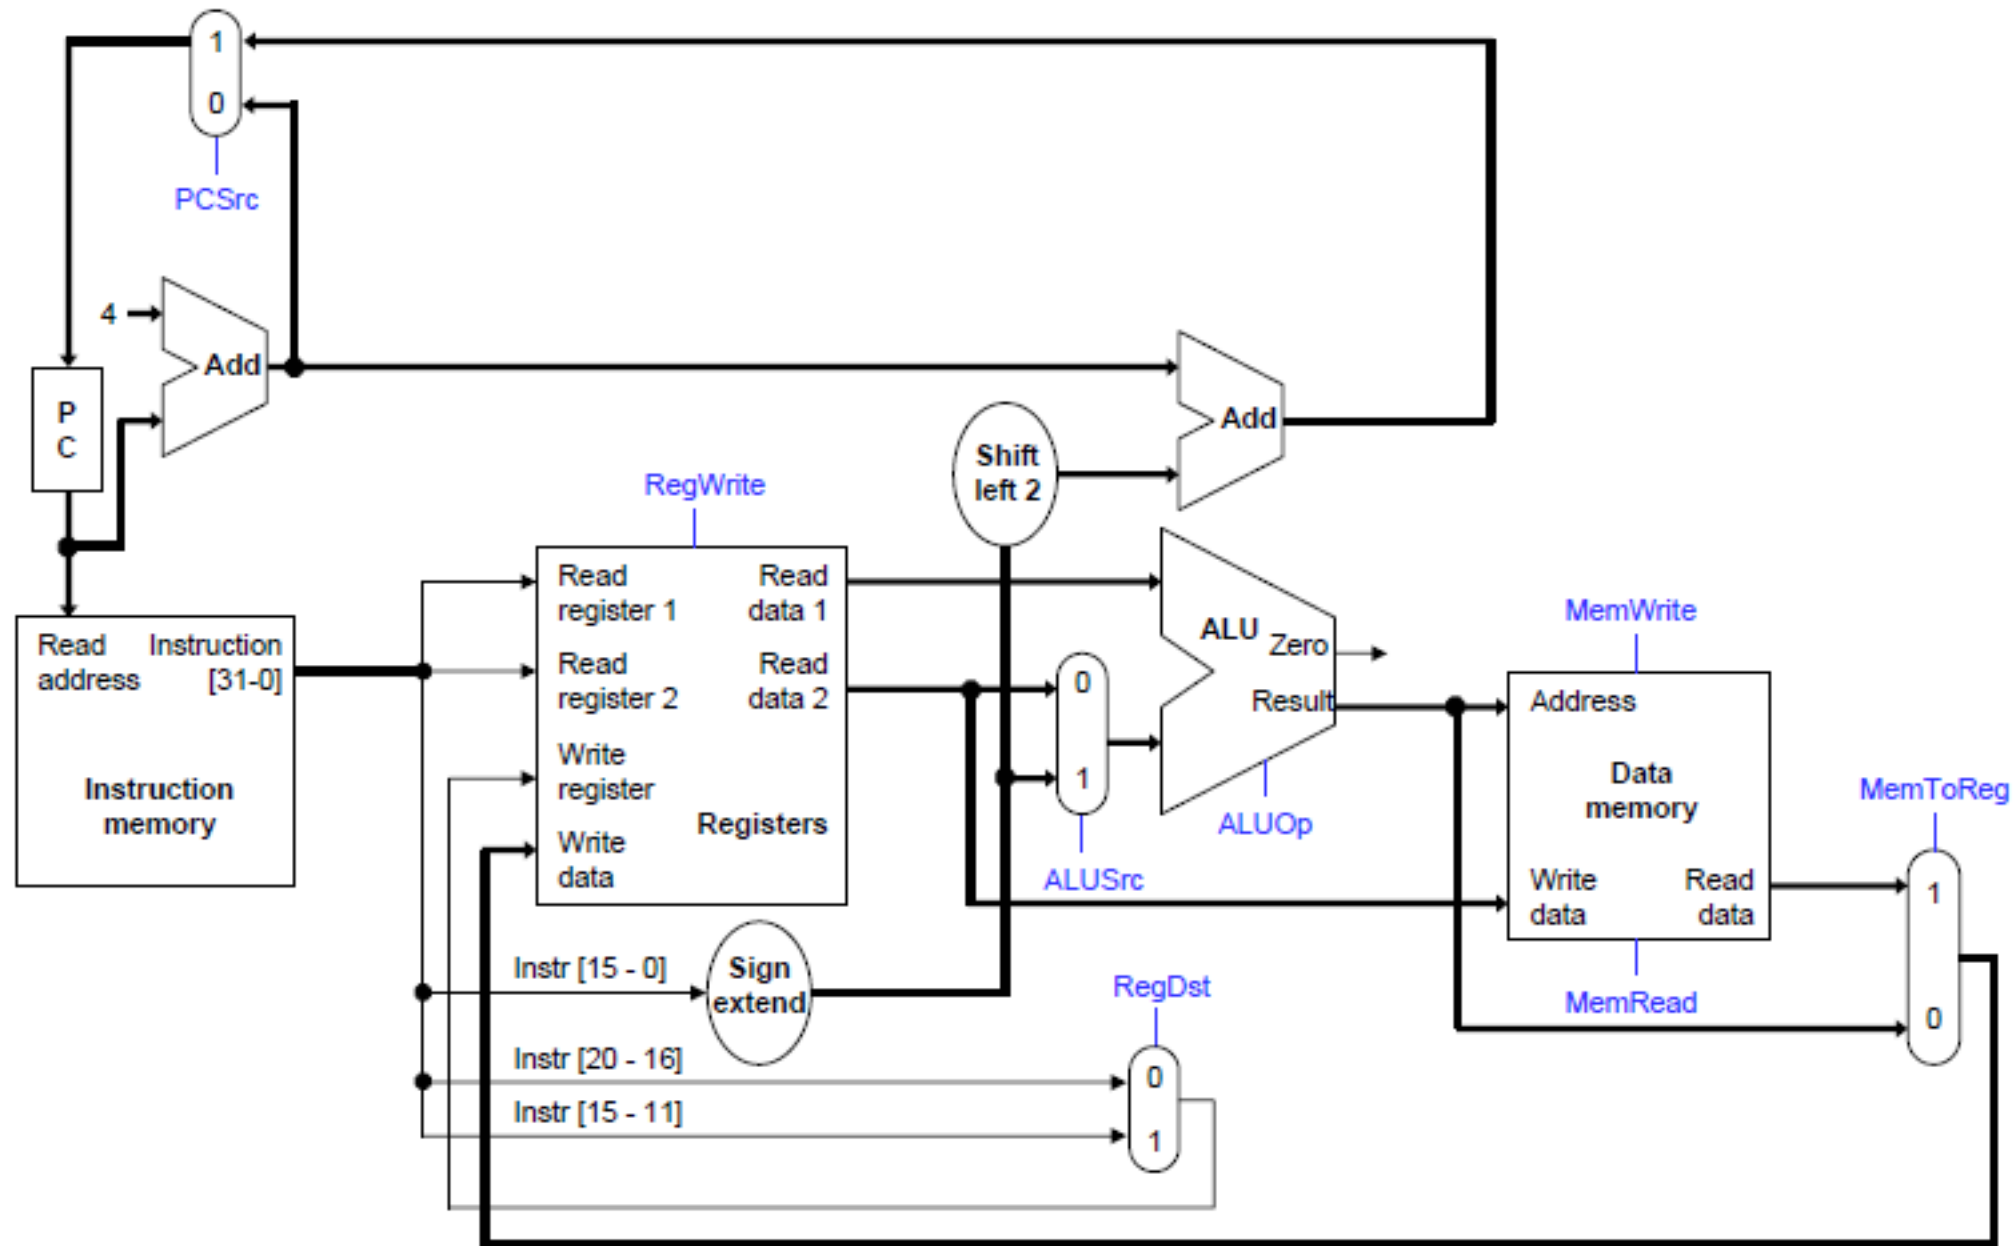 1
0
PCSrc
4
Add
P
C
Add
Shift
left 2
RegWrite
Read
register 1
Read
data 1
Read
register 2
Read
data 2
Write
register
Write
data
Registers
Read
address
Instruction
[31-0]
Instruction
memory
ALU
Zero
Result
ALUOp
0
1
ALUSrc
MemWrite
Address
Data
memory
Write
data
Read
data
MemRead
MemToReg
1
0
Instr [15 - 0]
Sign
extend
RegDst
Instr [20 - 16]
0
Instr [15 - 11]
1